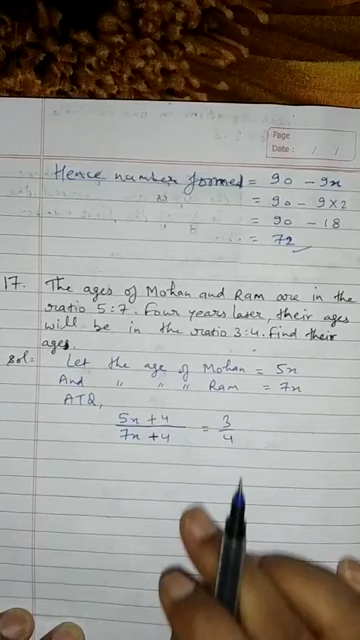 Page
Date : / /
Hence number formed = 90 - 9x
= 90 - 9×2
= 90 - 18
= 72
17. The ages of Mohan and Ram are in the
ratio 5:7. Four years later, their ages
will be in the ratio 3:4. Find their
ages.
Sol= Let the age of Mohan = 5x
And " " " Ram = 7x
ATQ,
5x + 4 / 7x + 4 = 3 / 4